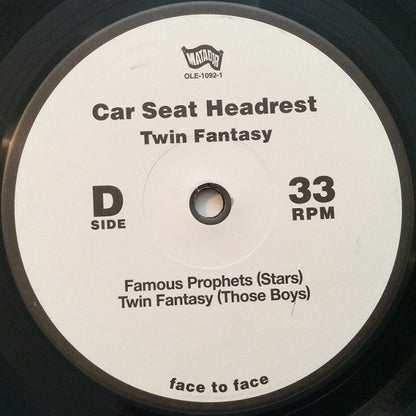 MATADOR
OLE-1092-1
Car Seat Headrest
Twin Fantasy
D
SIDE
33
RPM
Famous Prophets (Stars)
Twin Fantasy (Those Boys)
face to face